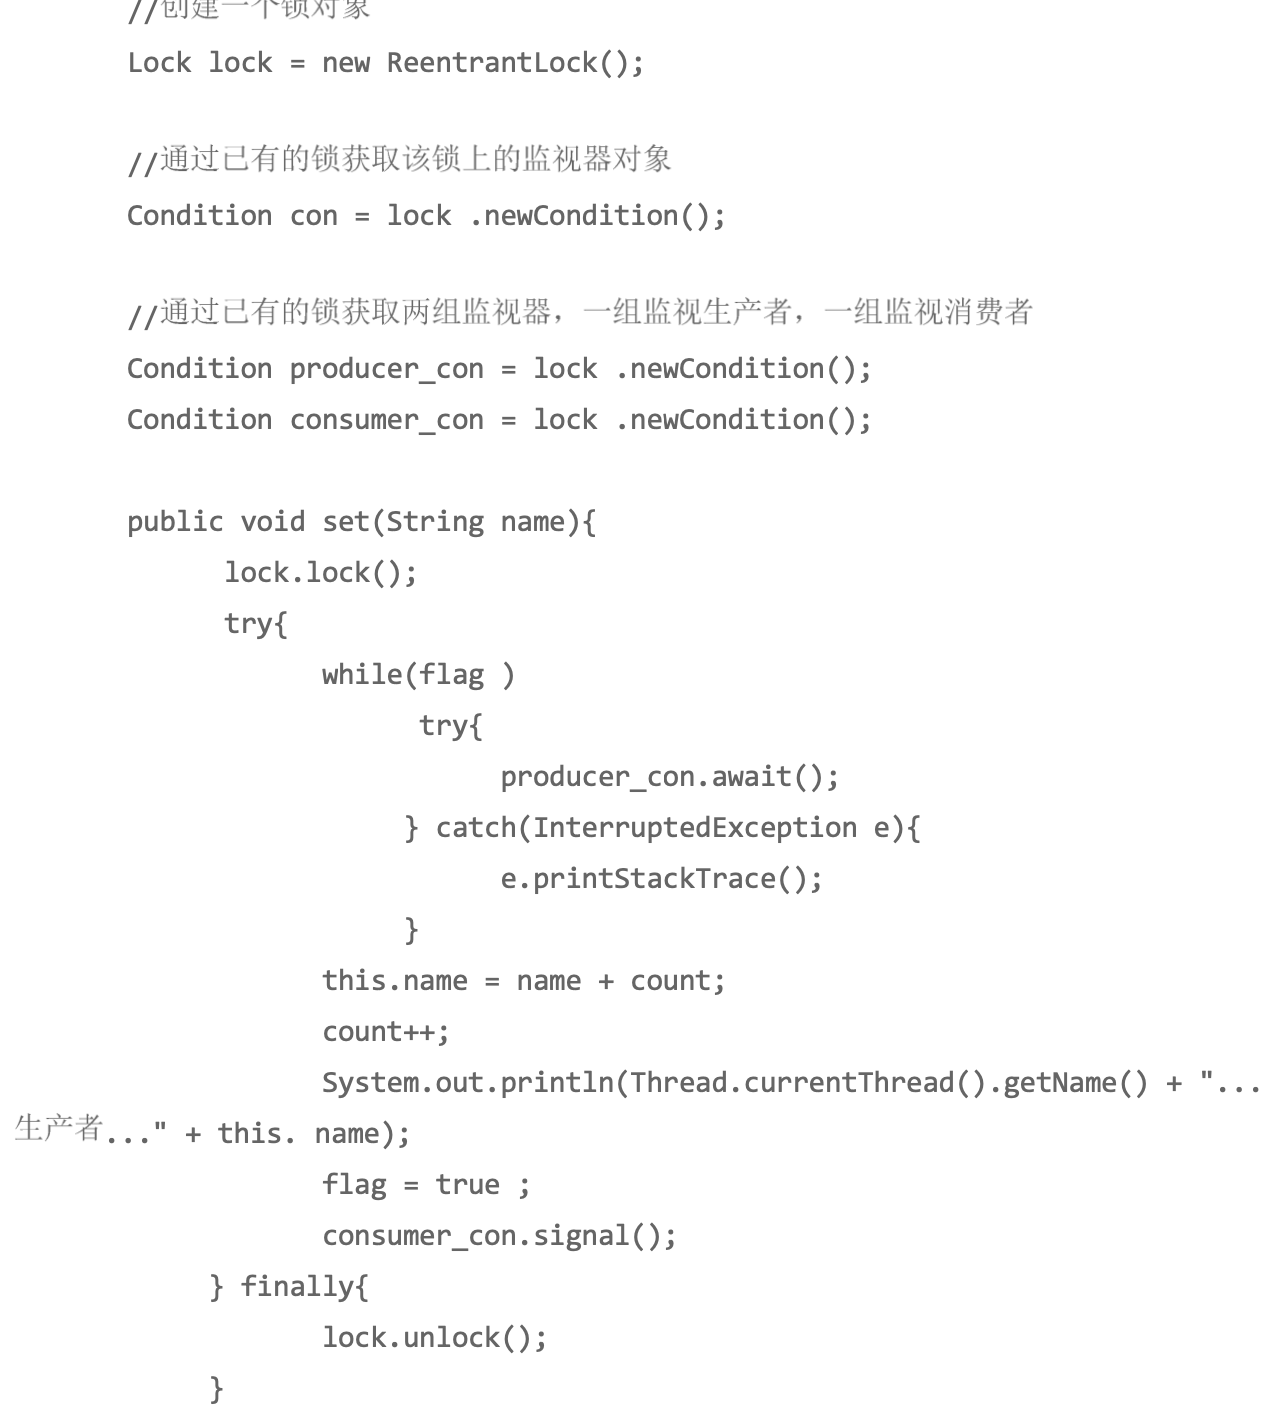 //创建一个锁对象
Lock lock = new ReentrantLock();
//通过已有的锁获取该锁上的监视器对象
Condition con = lock .newCondition();
//通过已有的锁获取两组监视器，一组监视生产者，一组监视消费者
Condition producer_con = lock .newCondition();
Condition consumer_con = lock .newCondition();
public void set(String name){
lock.lock();
try{
while(flag )
try{
producer_con.await();
} catch(InterruptedException e){
e.printStackTrace();
}
this.name = name + count;
count++;
System.out.println(Thread.currentThread().getName() + "...
生产者..." + this. name);
flag = true ;
consumer_con.signal();
} finally{
lock.unlock();
}